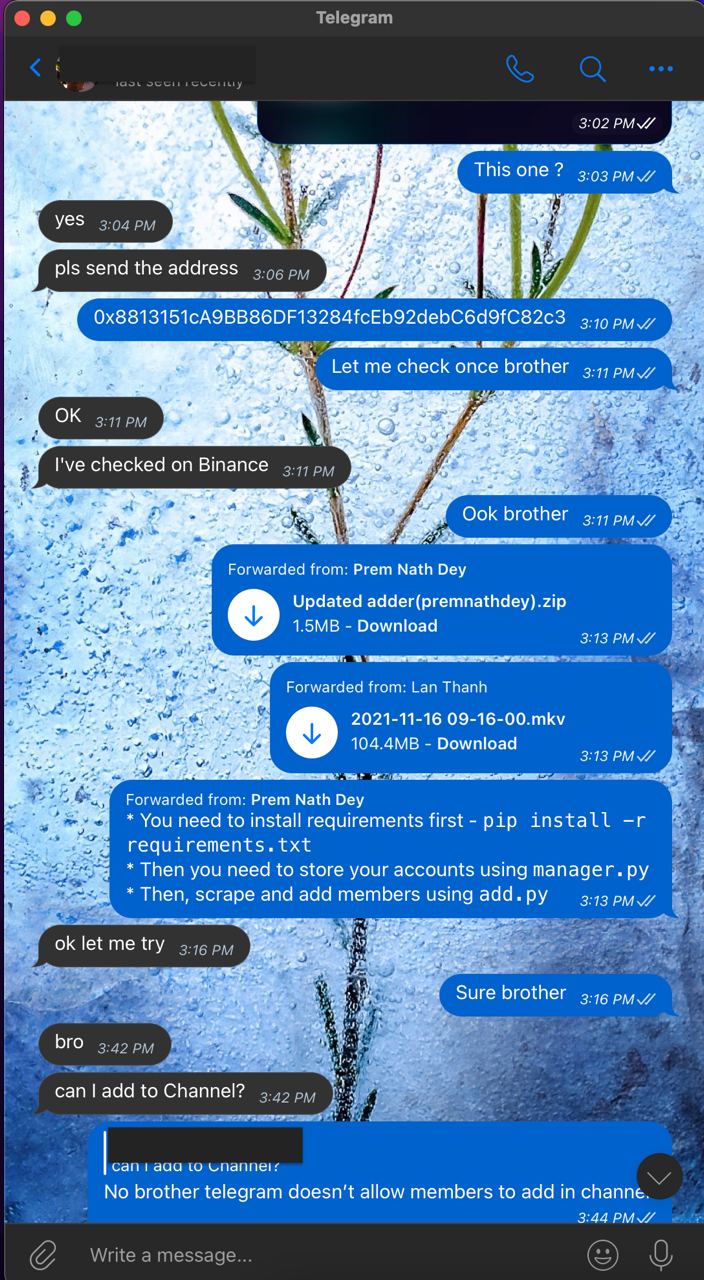 Telegram
last seen recently
3:02 PM
This one ? 3:03 PM
yes 3:04 PM
pls send the address 3:06 PM
0x8813151cA9BB86DF13284fcEb92debC6d9fC82c3 3:10 PM
Let me check once brother 3:11 PM
OK 3:11 PM
I've checked on Binance 3:11 PM
Ook brother 3:11 PM
Forwarded from: Prem Nath Dey
Updated adder(premnathdey).zip
1.5MB - Download
3:13 PM
Forwarded from: Lan Thanh
2021-11-16 09-16-00.mkv
104.4MB - Download
3:13 PM
Forwarded from: Prem Nath Dey
* You need to install requirements first - pip install -r
requirements.txt
* Then you need to store your accounts using manager.py
* Then, scrape and add members using add.py 3:13 PM
ok let me try 3:16 PM
Sure brother 3:16 PM
bro 3:42 PM
can I add to Channel? 3:42 PM
can I add to Channel?
No brother telegram doesn't allow members to add in channel
3:44 PM
Write a message...